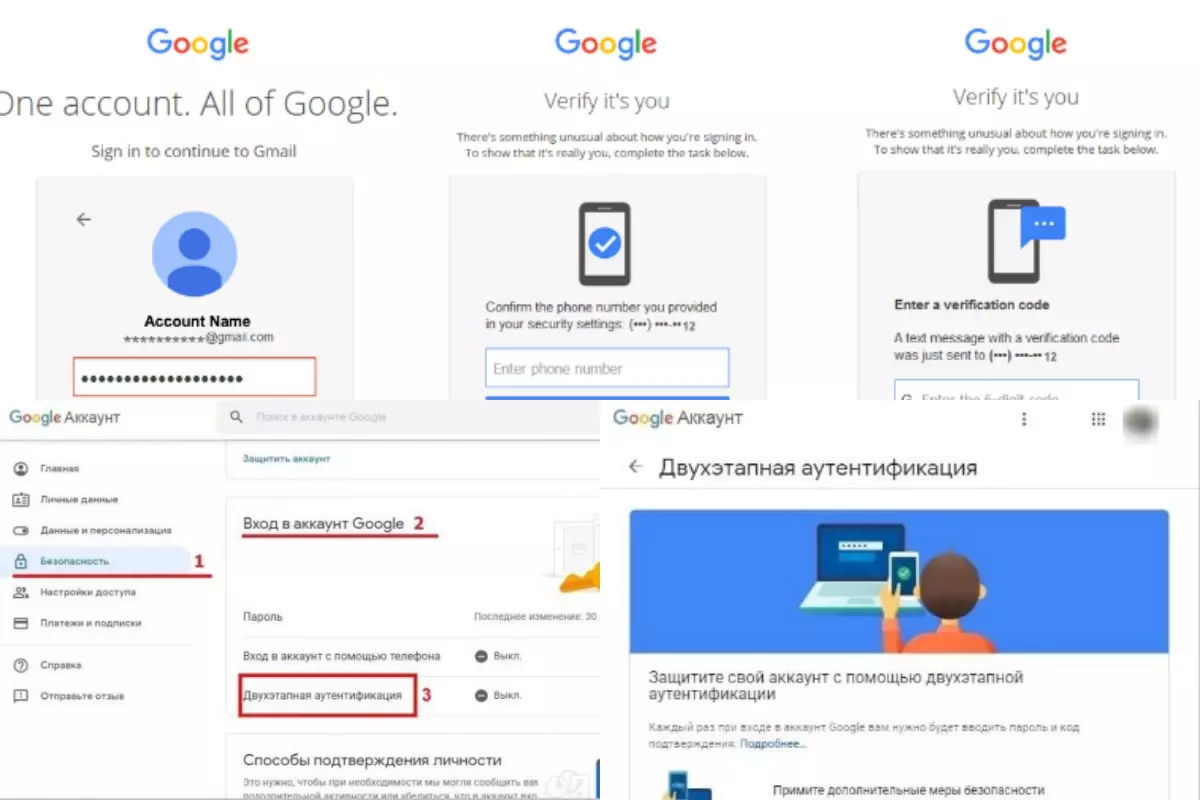 Google
One account. All of Google.
Sign in to continue to Gmail
Account Name
**********@gmail.com
•••••••••••••••••••
Google
Verify it's you
There's something unusual about how you're signing in.
To show that it's really you, complete the task below.
Confirm the phone number you provided
in your security settings: (•••) •••-••12
Enter phone number
Google
Verify it's you
There's something unusual about how you're signing in.
To show that it's really you, complete the task below.
Enter a verification code
A text message with a verification code
was just sent to (•••) •••-•• 12
G- Enter the 6-digit code
Google Аккаунт
Поиск в аккаунте Google
Главная
Личные данные
Данные и персонализация
Безопасность 1
Настройки доступа
Платежи и подписки
Справка
Отправьте отзыв
Защитить аккаунт
Вход в аккаунт Google 2
Пароль
Последнее изменение: 30
Вход в аккаунт с помощью телефона
Выкл.
Двухэтапная аутентификация 3
Выкл.
Способы подтверждения личности
Это нужно, чтобы при необходимости мы могли сообщить вам
подозрительной активности или убедиться, что в аккаунт вхо
Google Аккаунт
Двухэтапная аутентификация
Защитите свой аккаунт с помощью двухэтапной
аутентификации
Каждый раз при входе в аккаунт Google вам нужно будет вводить пароль и код
подтверждения. Подробнее...
Примите дополнительные меры безопасности